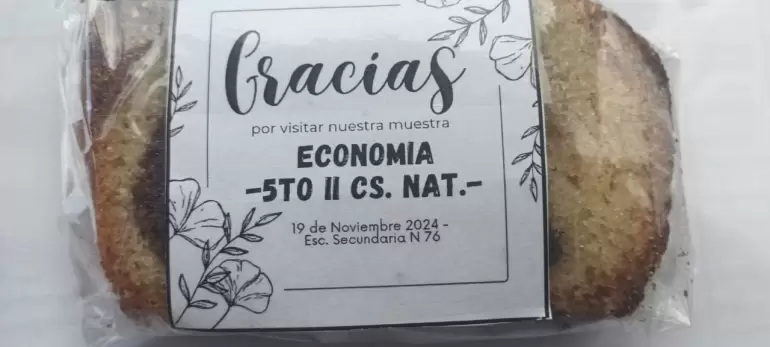 Gracias
por visitar nuestra muestra
ECONOMIA
-5TO II CS. NAT.-
19 de Noviembre 2024 -
Esc. Secundaria N 76